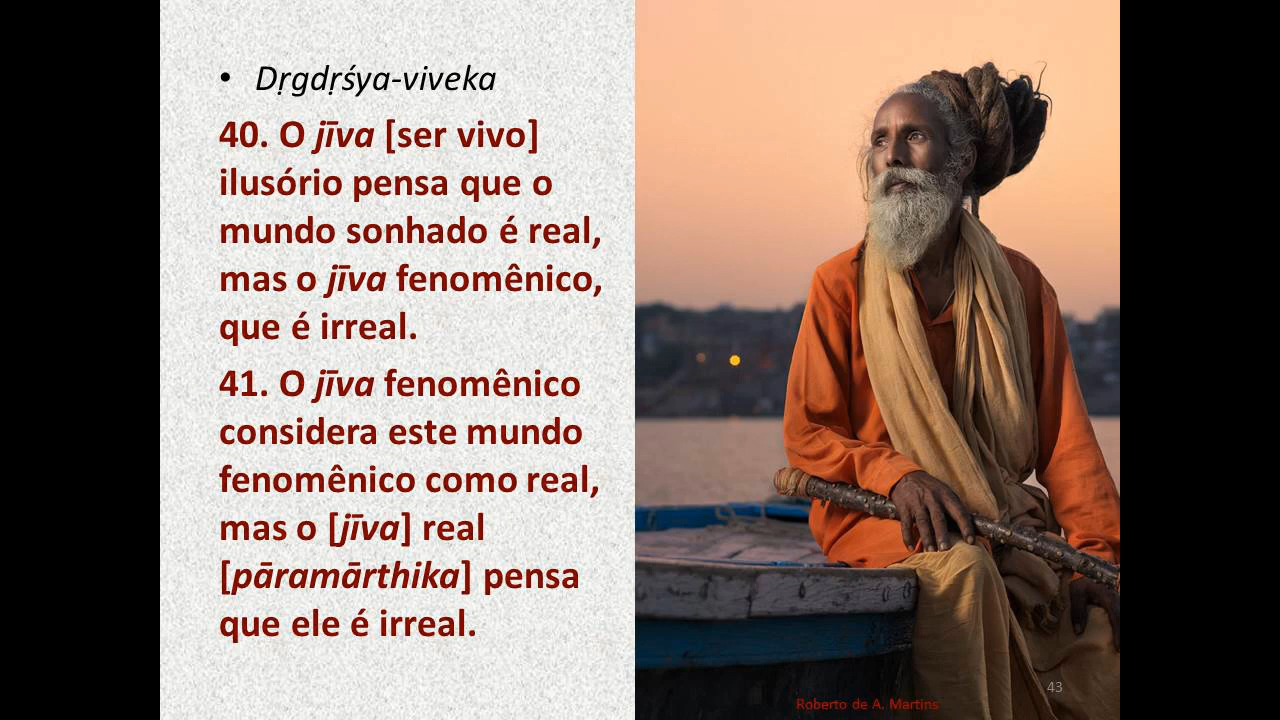 • Dṛgdṛśya-viveka
40. O jīva [ser vivo]
ilusório pensa que o
mundo sonhado é real,
mas o jīva fenomênico,
que é irreal.
41. O jīva fenomênico
considera este mundo
fenomênico como real,
mas o [jīva] real
[pāramārthika] pensa
que ele é irreal.
43
Roberto de A. Martins